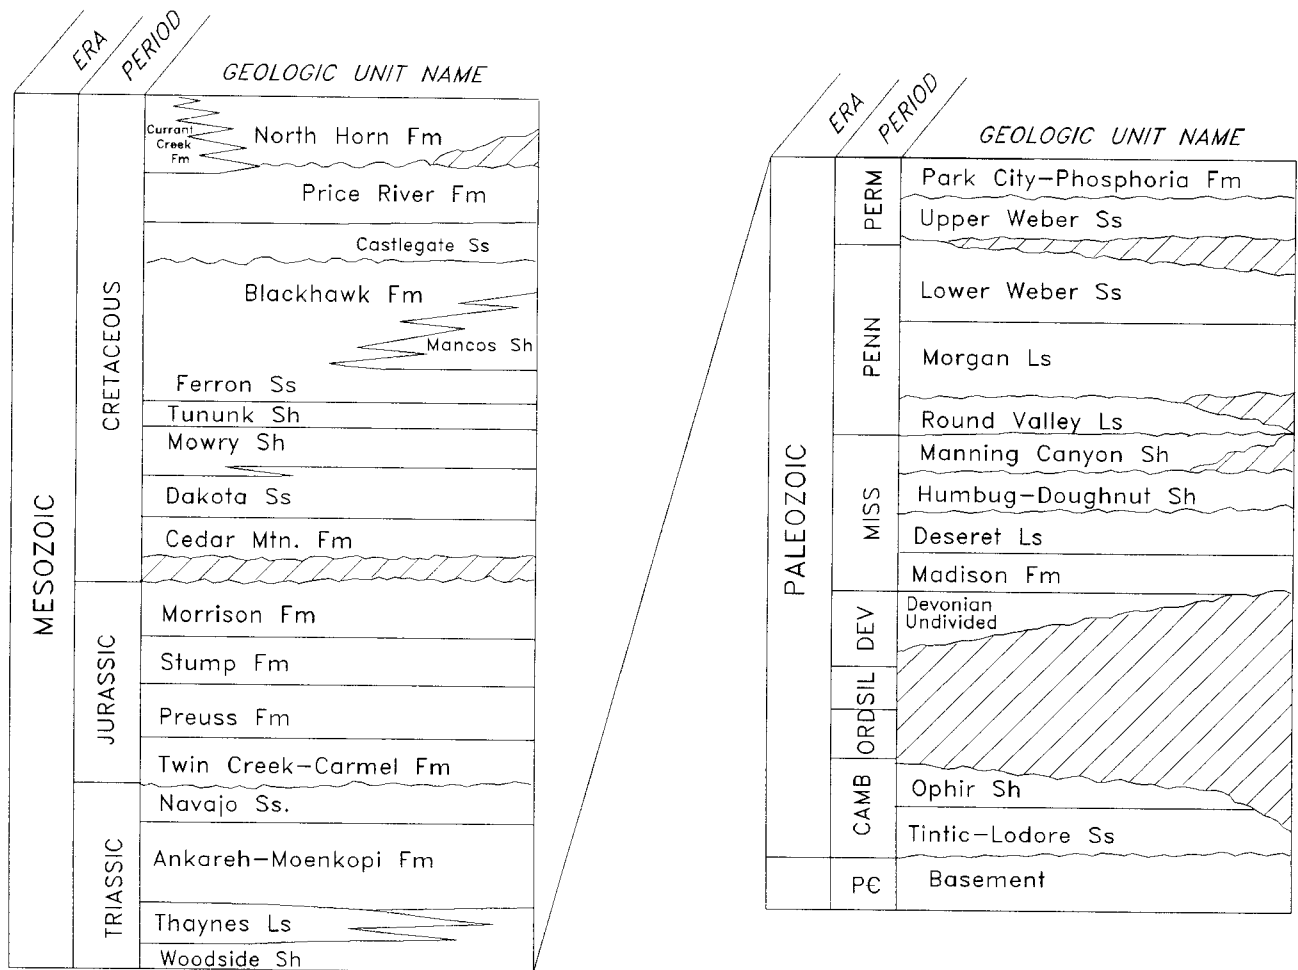 ERA
PERIOD
GEOLOGIC UNIT NAME
MESOZOIC
CRETACEOUS
Currant
Creek
Fm
North Horn Fm
Price River Fm
Castlegate Ss
Blackhawk Fm
Mancos Sh
Ferron Ss
Tununk Sh
Mowry Sh
Dakota Ss
Cedar Mtn. Fm
JURASSIC
Morrison Fm
Stump Fm
Preuss Fm
Twin Creek-Carmel Fm
TRIASSIC
Navajo Ss.
Ankareh-Moenkopi Fm
Thaynes Ls
Woodside Sh
ERA
PERIOD
GEOLOGIC UNIT NAME
PALEOZOIC
PERM
Park City-Phosphoria Fm
Upper Weber Ss
PENN
Lower Weber Ss
Morgan Ls
Round Valley Ls
MISS
Manning Canyon Sh
Humbug-Doughnut Sh
Deseret Ls
Madison Fm
DEV
Devonian
Undivided
SIL
ORD
CAMB
Ophir Sh
Tintic-Lodore Ss
P€
Basement